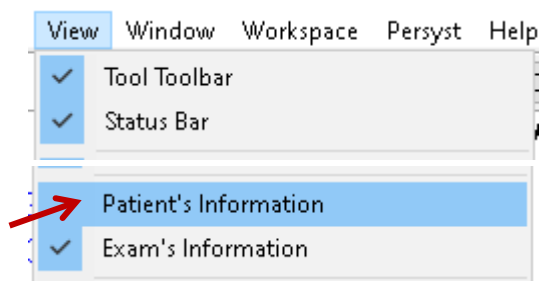 View Window Workspace Persyst Help
Tool Toolbar
Status Bar
Patient's Information
Exam's Information